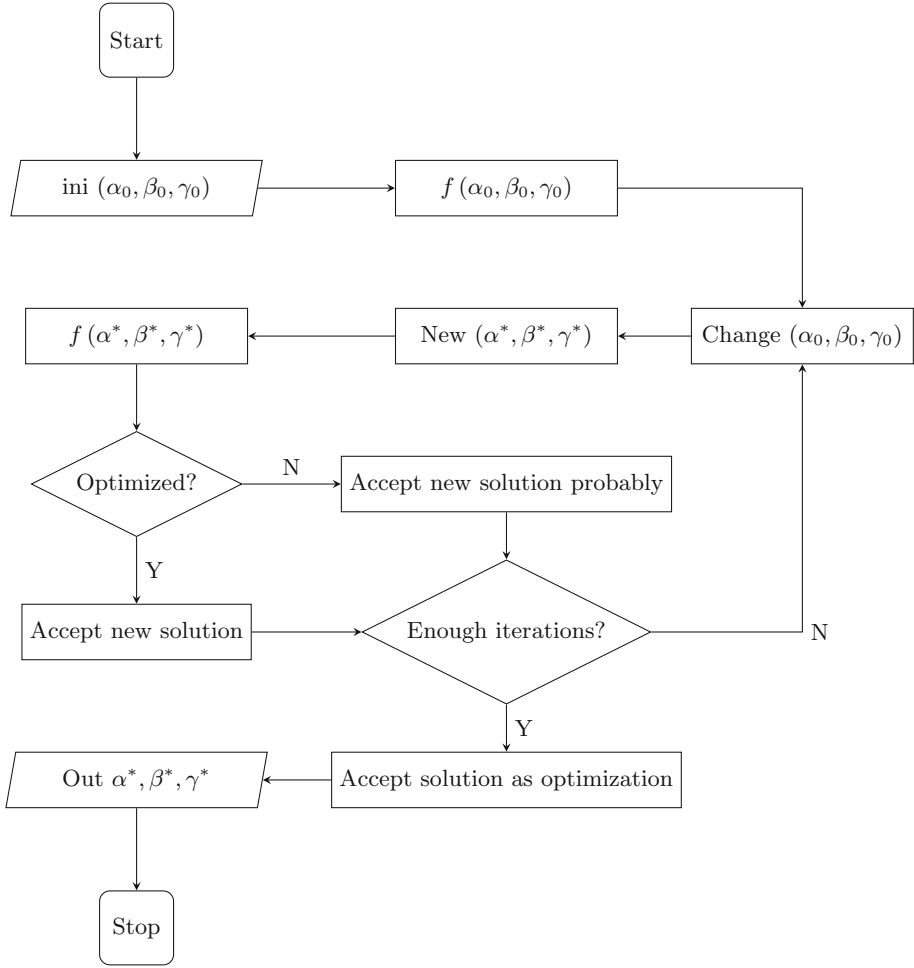 Start
ini (α₀, β₀, γ₀)
f (α₀, β₀, γ₀)
f (α*, β*, γ*)
New (α*, β*, γ*)
Change (α₀, β₀, γ₀)
Optimized?
N
Accept new solution probably
Y
Accept new solution
Enough iterations?
N
Y
Out α*, β*, γ*
Accept solution as optimization
Stop